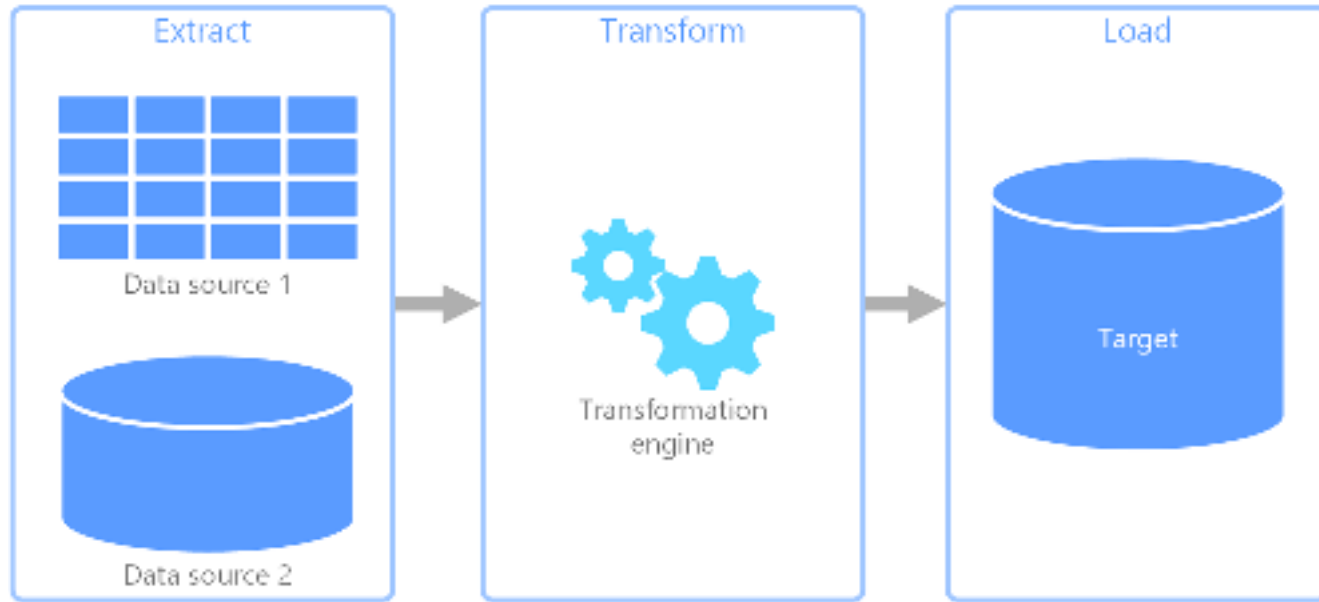 Extract
Data source 1
Data source 2
Transform
Transformation
engine
Load
Target